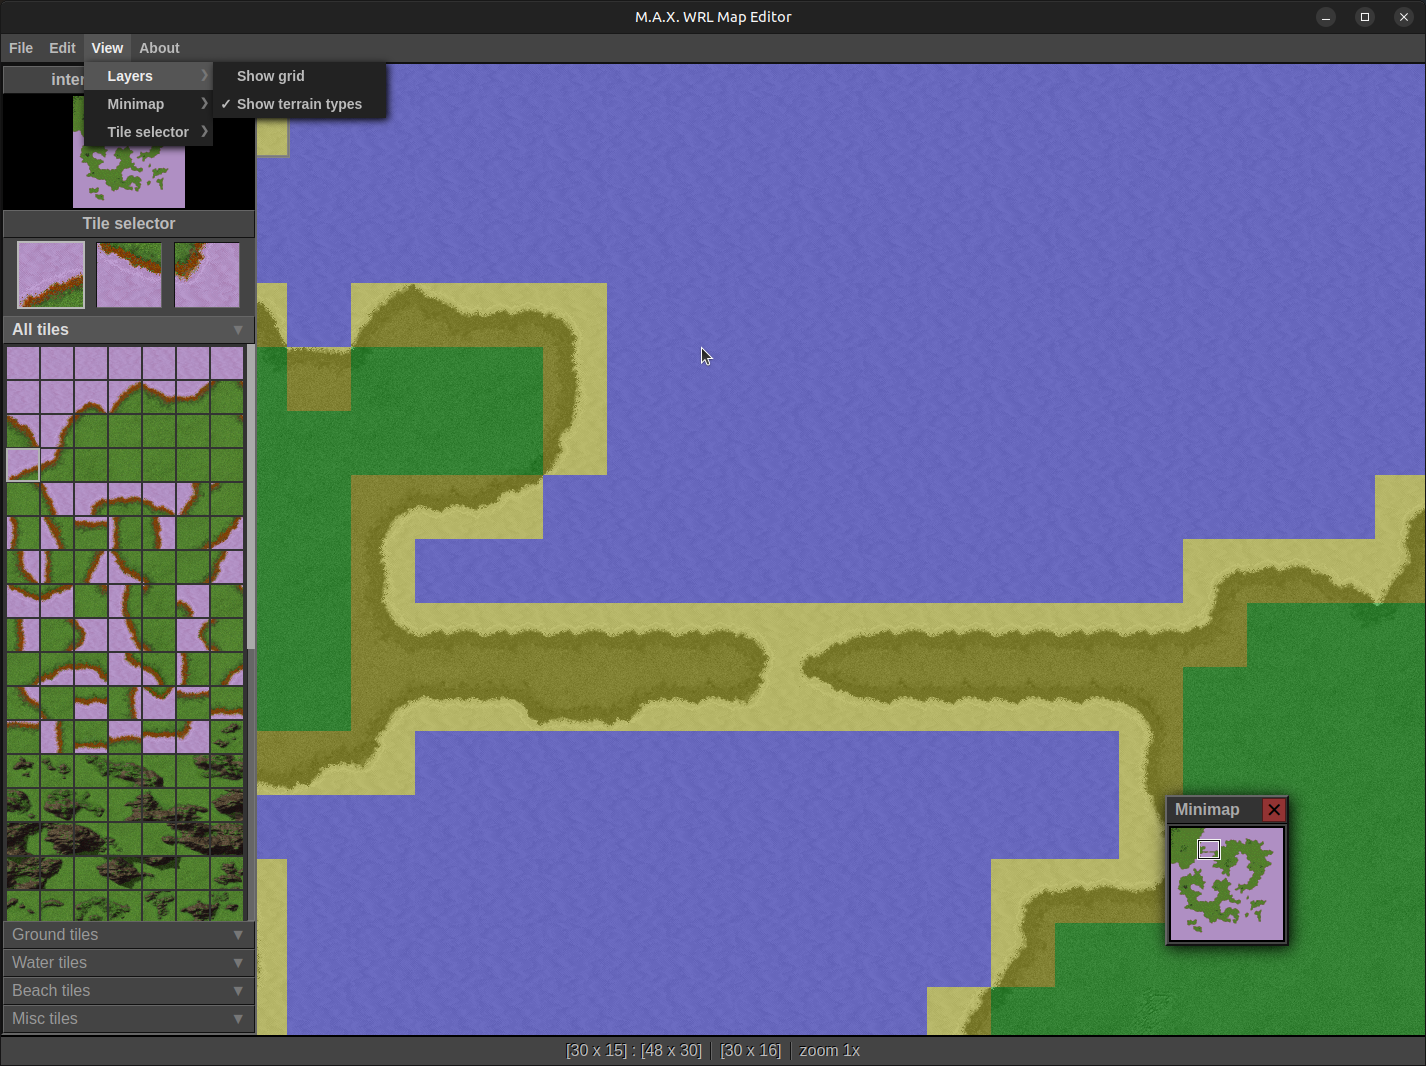 M.A.X. WRL Map Editor
File Edit View About
Layers
Minimap
Tile selector
Show grid
✓ Show terrain types
Tile selector
All tiles
Ground tiles
Water tiles
Beach tiles
Misc tiles
Minimap
[30 x 15] : [48 x 30] | [30 x 16] | zoom 1x